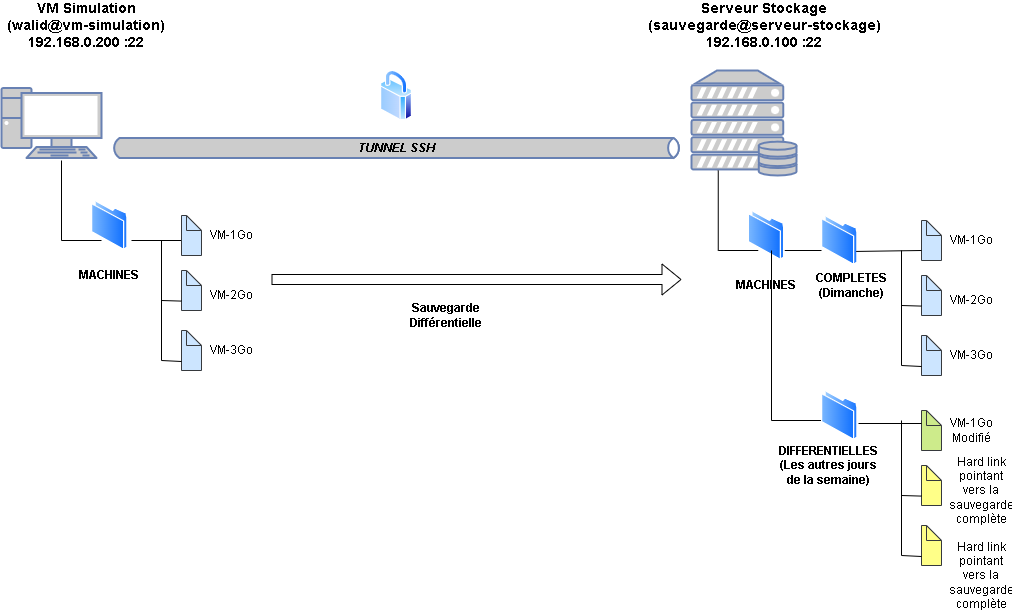 VM Simulation
(walid@vm-simulation)
192.168.0.200 :22
Serveur Stockage
(sauvegarde@serveur-stockage)
192.168.0.100 :22
TUNNEL SSH
MACHINES
VM-1Go
VM-2Go
VM-3Go
Sauvegarde
Différentielle
MACHINES
COMPLETES
(Dimanche)
VM-1Go
VM-2Go
VM-3Go
DIFFERENTIELLES
(Les autres jours
de la semaine)
VM-1Go
Modifié
Hard link
pointant
vers la
sauvegarde
complète
Hard link
pointant
vers la
sauvegarde
complète